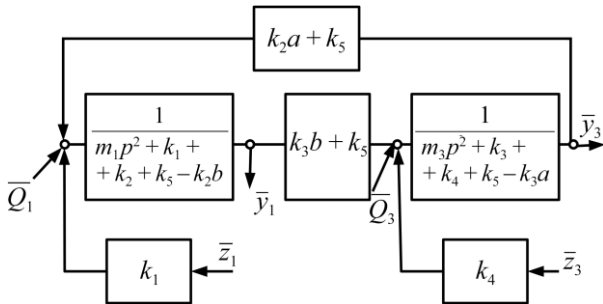 k₂a + k₅
1
m₁p² + k₁ +
+ k₂ + k₅ – k₂b
k₃b + k₅
1
m₃p² + k₃ +
+ k₄ + k₅ – k₃a
ȳ₃
Q̄₁
ȳ₁
Q̄₃
k₁
z̄₁
k₄
z̄₃